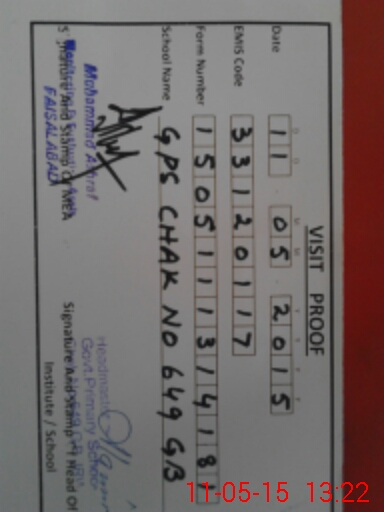 VISIT PROOF
D D M M Y Y Y Y
Date 11 05 2015
EMIS Code 33120117
Form Number 1505111314181
School Name GPS CHAK NO 649 GB
Mohammad Ashraf
FAISALABAD
Signature And Stamp of MEA
Headmaster
Govt. Primary School
Signature And Stamp of Head Of
Institute / School
11-05-15 13:22